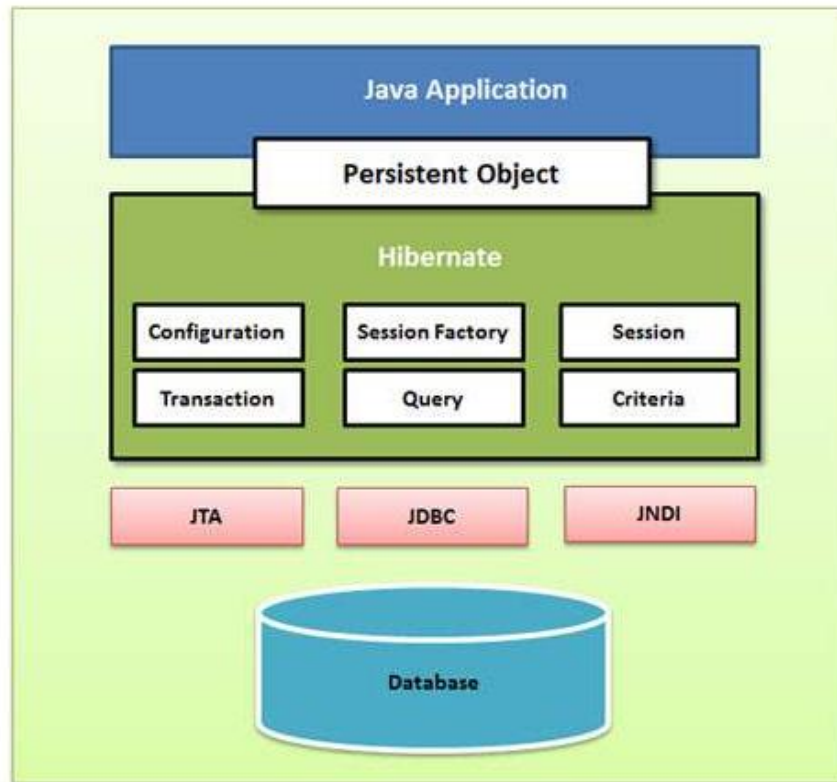 Java Application
Persistent Object
Hibernate
Configuration Session Factory Session
Transaction Query Criteria
JTA JDBC JNDI
Database